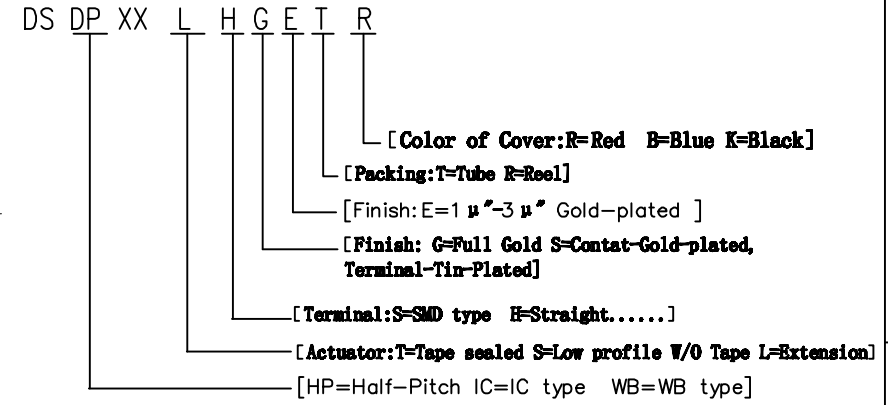 DS DP XX L H G E T R
[Color of Cover:R=Red B=Blue K=Black]
[Packing:T=Tube R=Reel]
[Finish:E=1 μ"-3 μ" Gold-plated ]
[Finish: G=Full Gold S=Contat-Gold-plated,
Terminal-Tin-Plated]
[Terminal:S=SMD type H=Straight......]
[Actuator:T=Tape sealed S=Low profile W/O Tape L=Extension]
[HP=Half-Pitch IC=IC type WB=WB type]